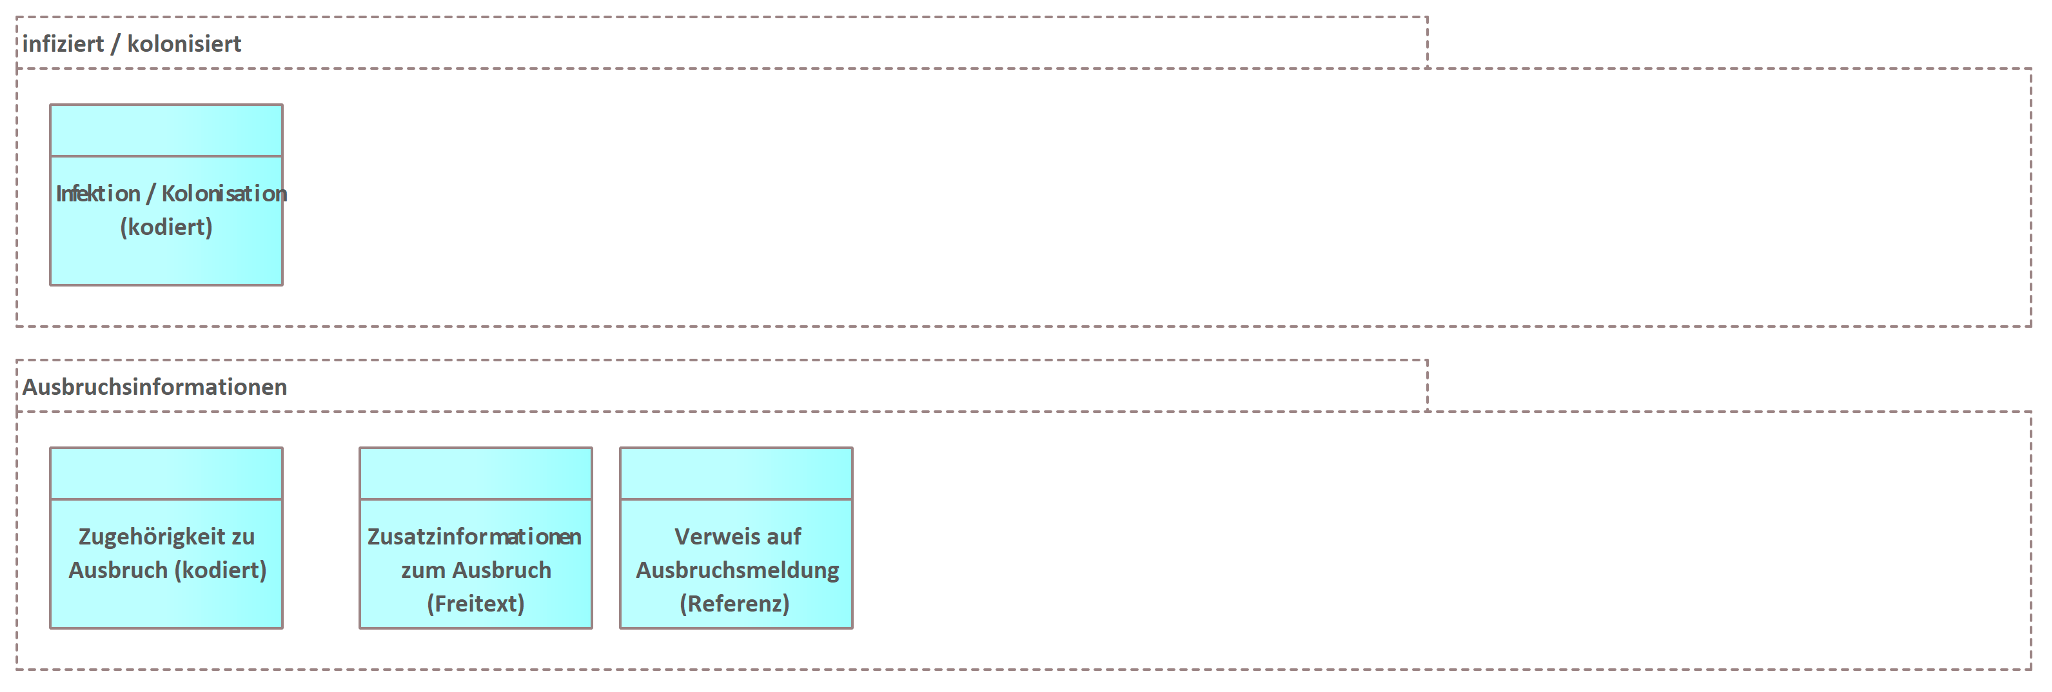 infiziert / kolonisiert
Infektion / Kolonisation
(kodiert)
Ausbruchsinformationen
Zugehörigkeit zu
Ausbruch (kodiert)
Zusatzinformationen
zum Ausbruch
(Freitext)
Verweis auf
Ausbruchsmeldung
(Referenz)